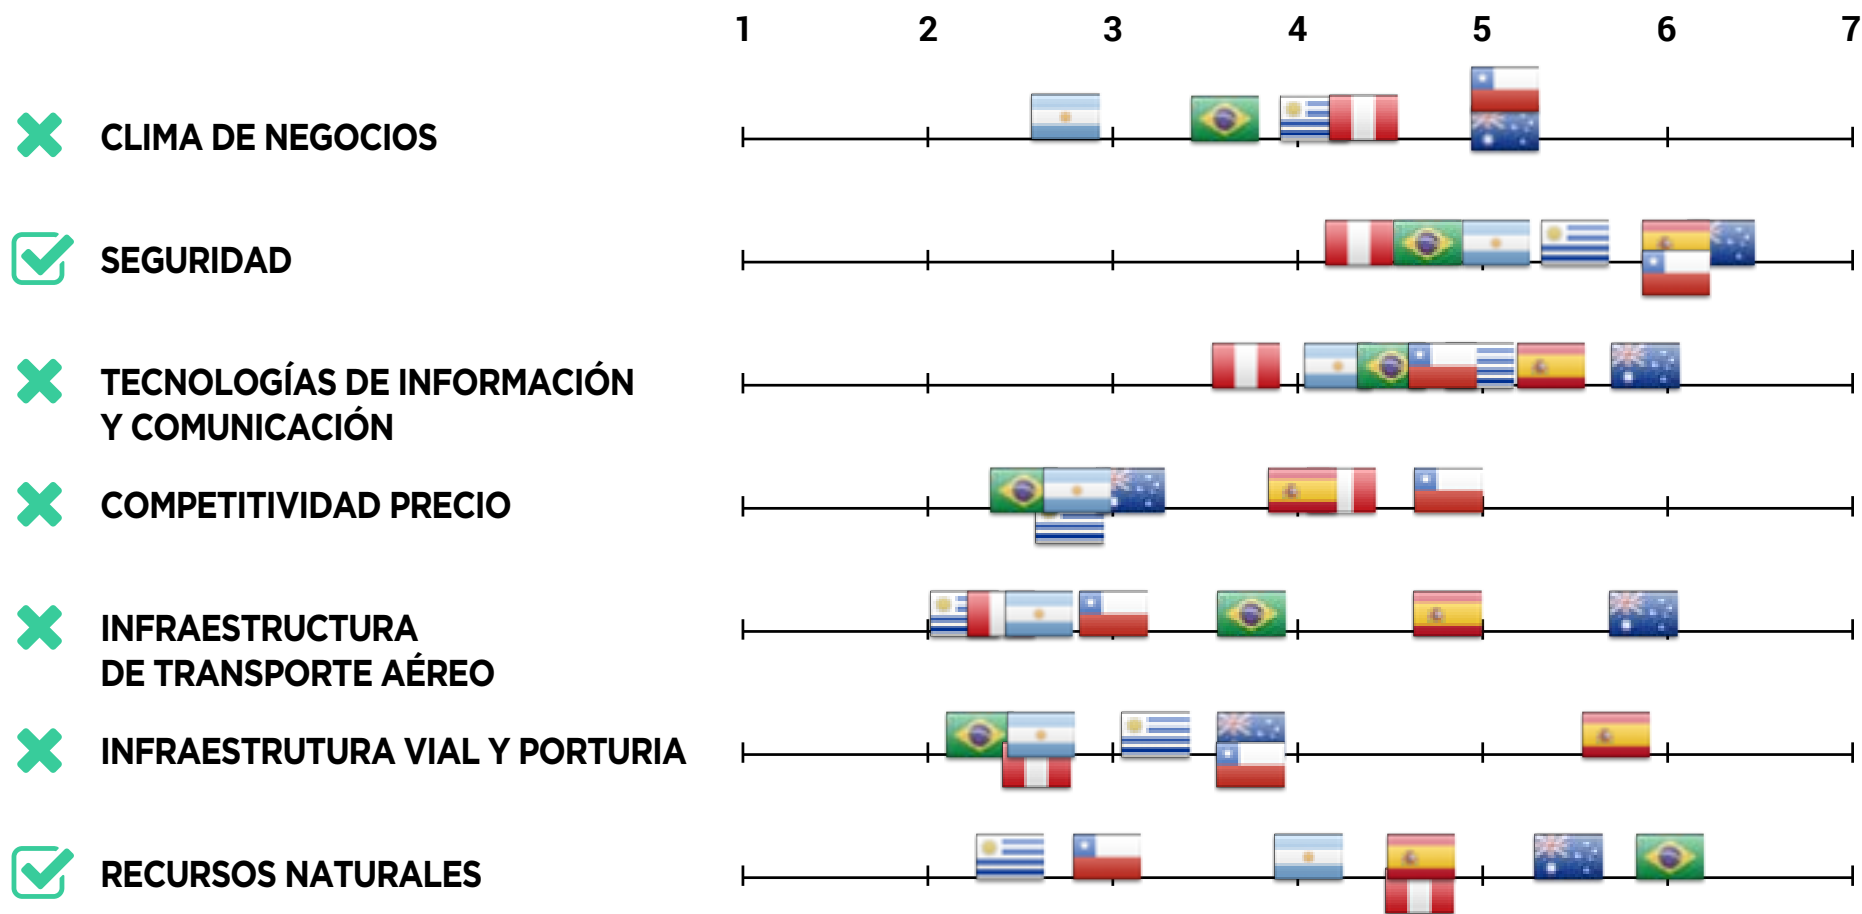 1 2 3 4 5 6 7
CLIMA DE NEGOCIOS
SEGURIDAD
TECNOLOGÍAS DE INFORMACIÓN
Y COMUNICACIÓN
COMPETITIVIDAD PRECIO
INFRAESTRUCTURA
DE TRANSPORTE AÉREO
INFRAESTRUTURA VIAL Y PORTURIA
RECURSOS NATURALES